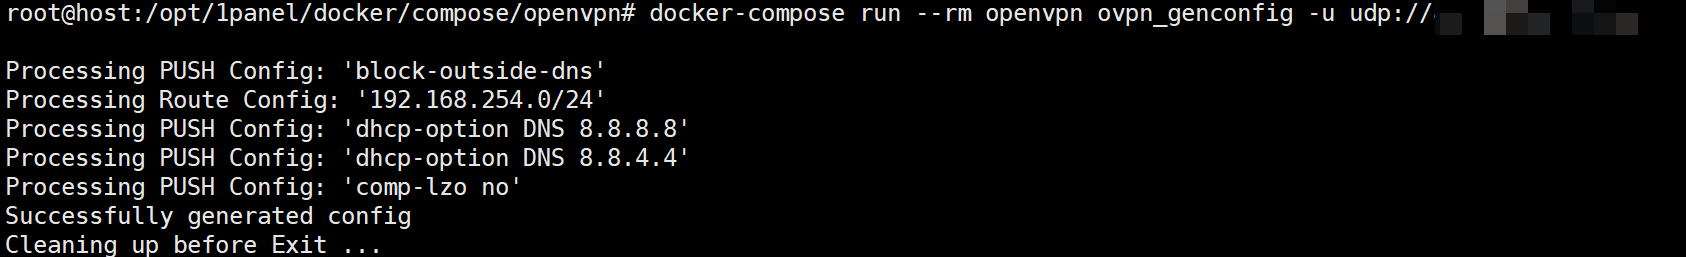 root@host:/opt/1panel/docker/compose/openvpn# docker-compose run --rm openvpn ovpn_genconfig -u udp://
Processing PUSH Config: 'block-outside-dns'
Processing Route Config: '192.168.254.0/24'
Processing PUSH Config: 'dhcp-option DNS 8.8.8.8'
Processing PUSH Config: 'dhcp-option DNS 8.8.4.4'
Processing PUSH Config: 'comp-lzo no'
Successfully generated config
Cleaning up before Exit ...